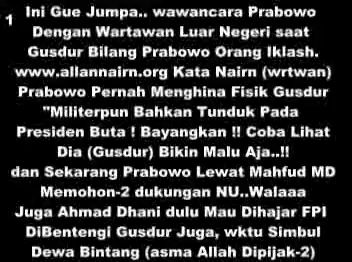 1 Ini Gue Jumpa.. wawancara Prabowo
Dengan Wartawan Luar Negeri saat
Gusdur Bilang Prabowo Orang Iklash.
www.allannairn.org Kata Nairn (wrtwan)
Prabowo Pernah Menghina Fisik Gusdur
"Militerpun Bahkan Tunduk Pada
Presiden Buta ! Bayangkan !! Coba Lihat
Dia (Gusdur) Bikin Malu Aja..!!
dan Sekarang Prabowo Lewat Mahfud MD
Memohon-2 dukungan NU..Walaaa
Juga Ahmad Dhani dulu Mau Dihajar FPI
DiBentengi Gusdur Juga, wktu Simbul
Dewa Bintang (asma Allah Dipijak-2)